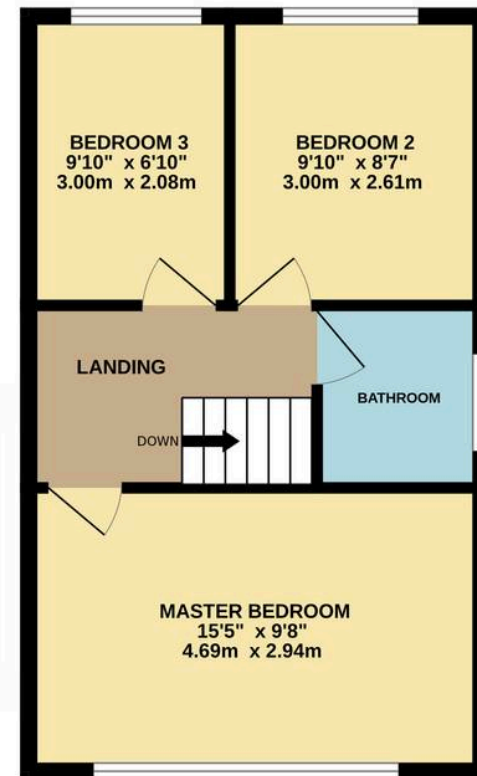 BEDROOM 3
9'10" x 6'10"
3.00m x 2.08m
BEDROOM 2
9'10" x 8'7"
3.00m x 2.61m
LANDING
BATHROOM
DOWN
MASTER BEDROOM
15'5" x 9'8"
4.69m x 2.94m